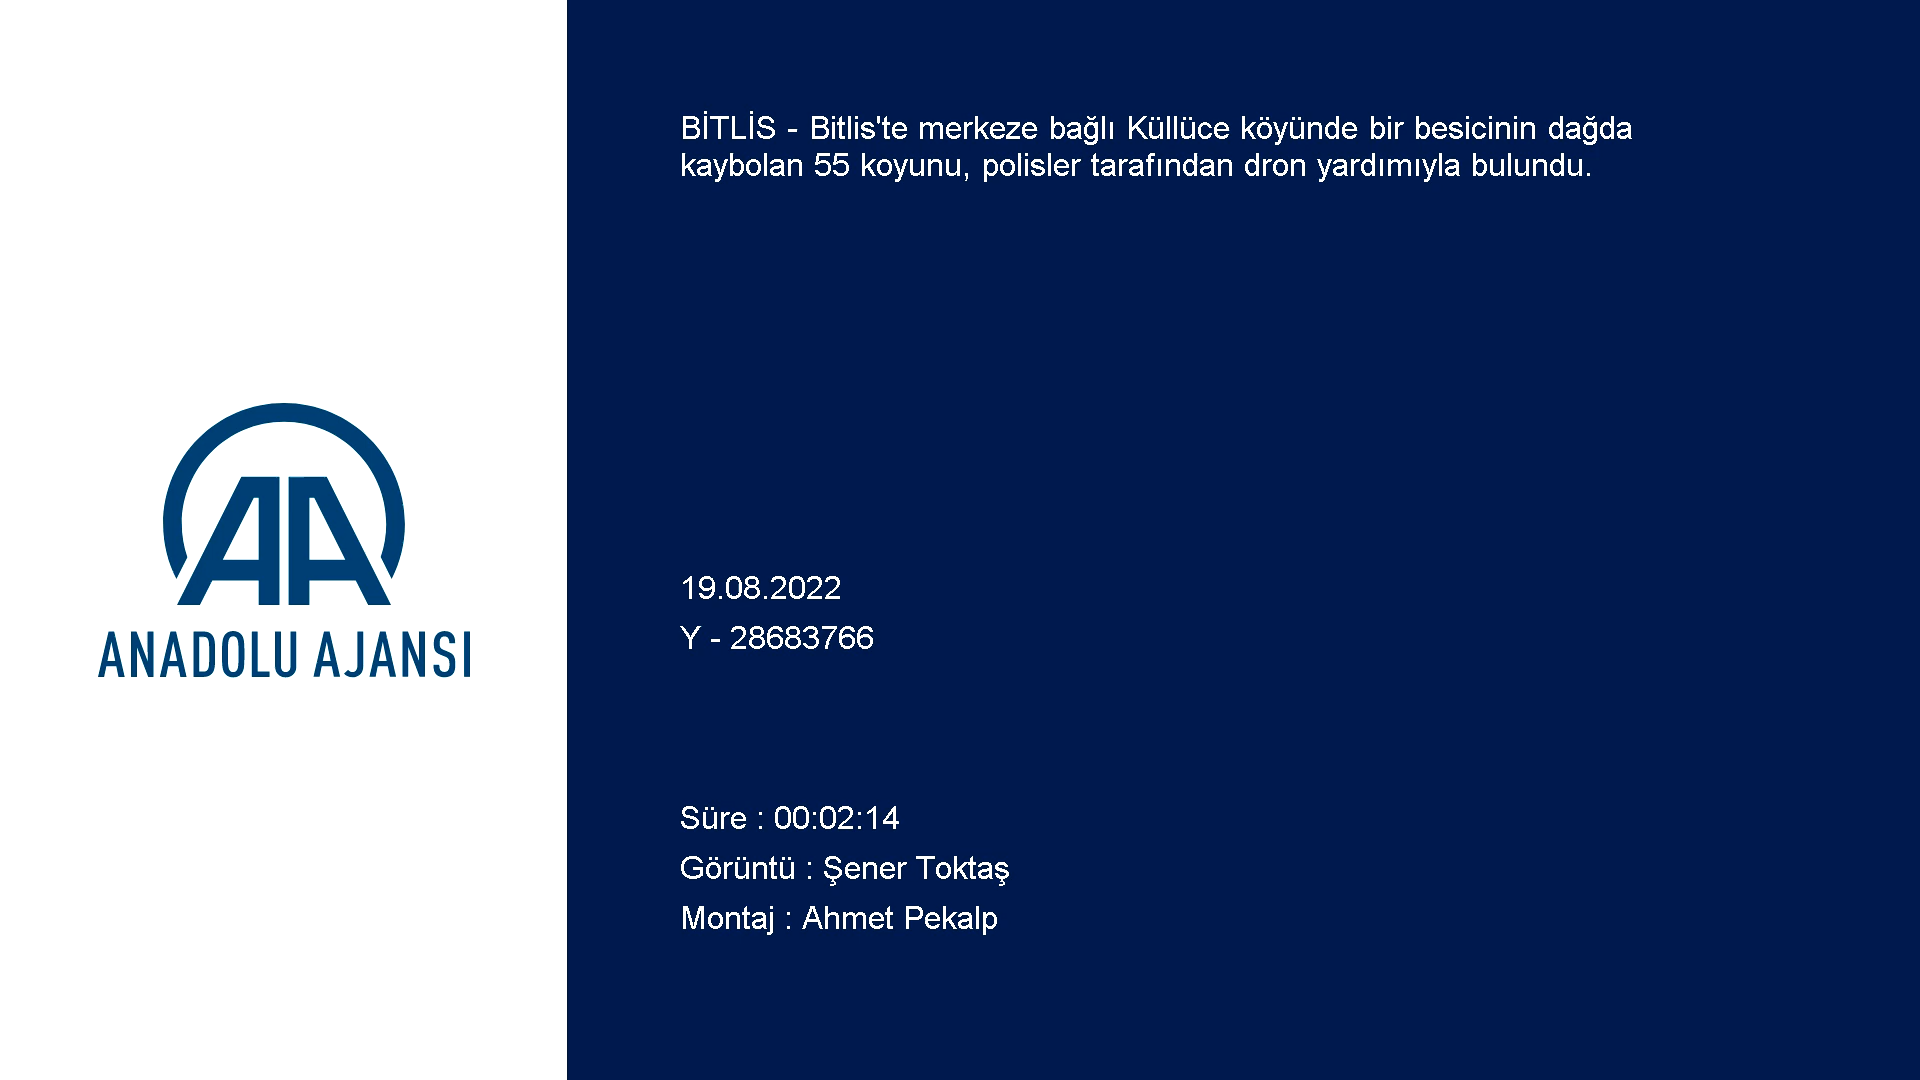 BİTLİS - Bitlis'te merkeze bağlı Küllüce köyünde bir besicinin dağda
kaybolan 55 koyunu, polisler tarafından dron yardımıyla bulundu.
AA
ANADOLU AJANSI
19.08.2022
Y - 28683766
Süre : 00:02:14
Görüntü : Şener Toktaş
Montaj : Ahmet Pekalp